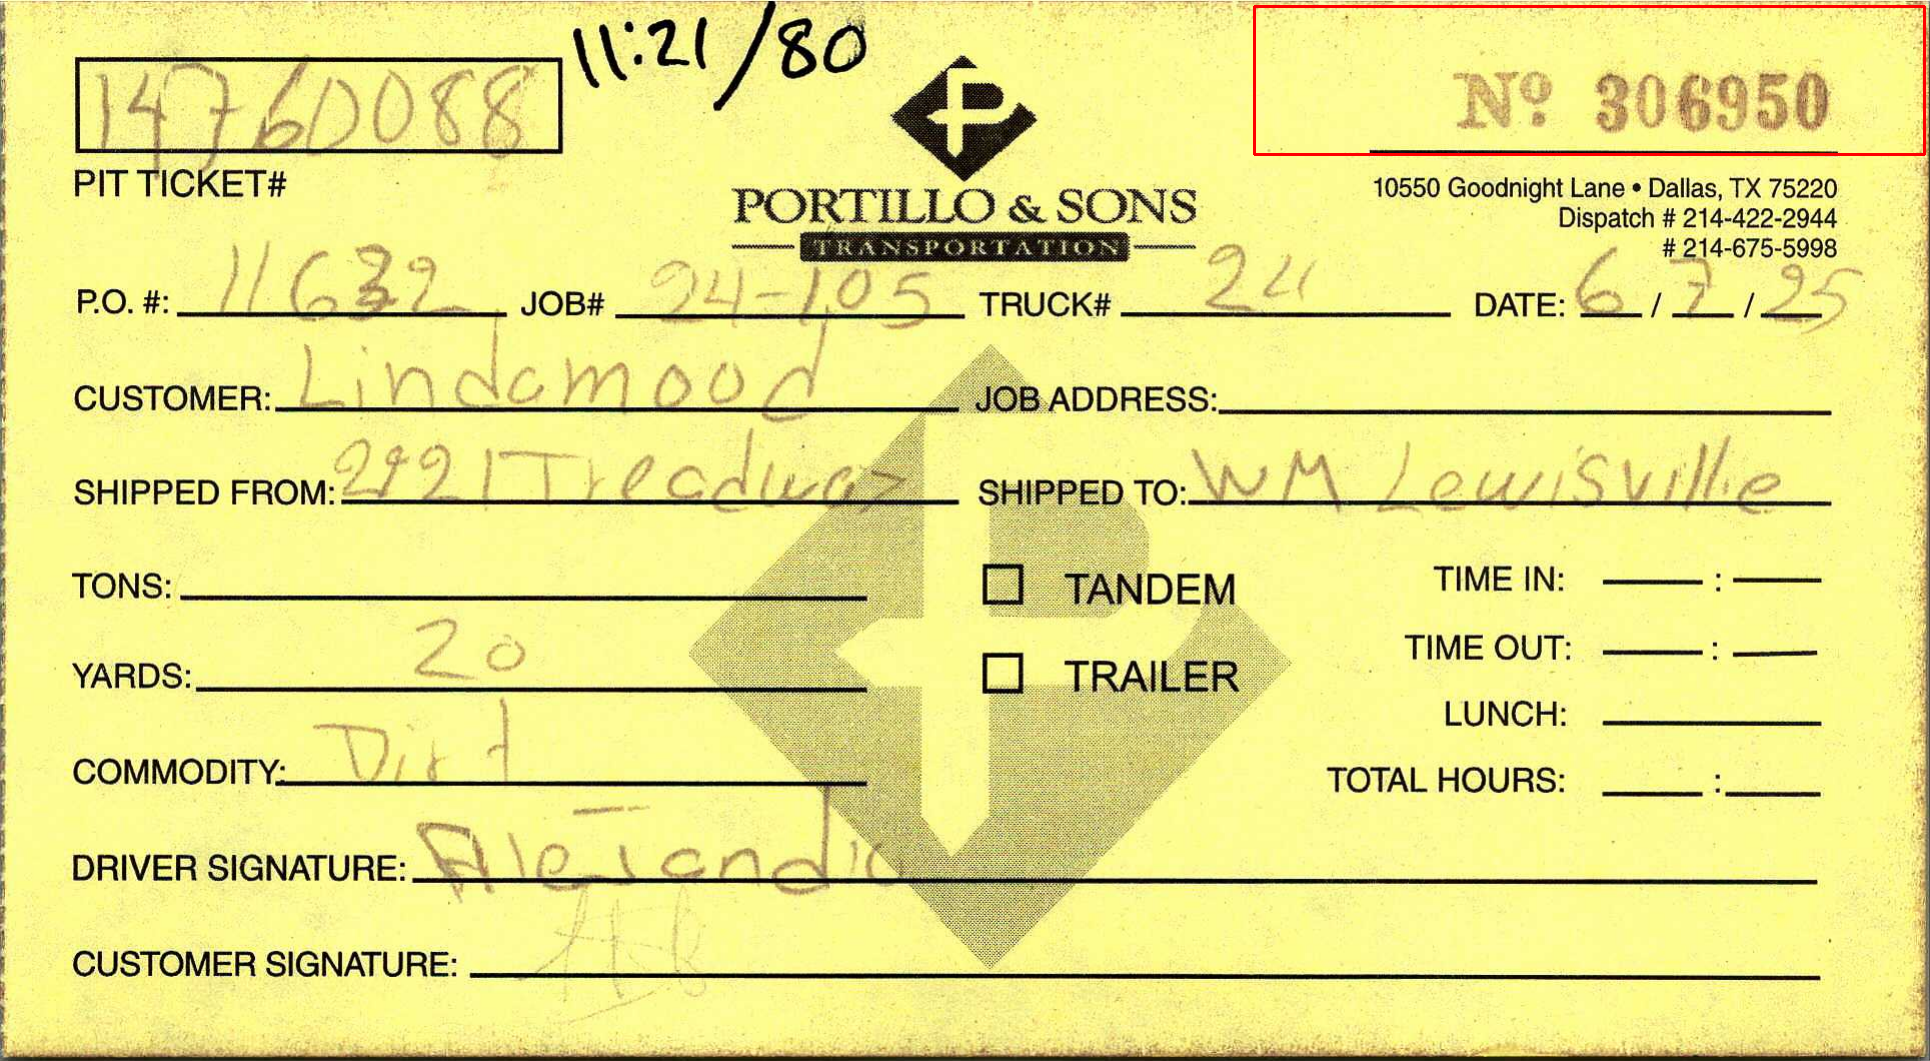 11:21/80
14760088
Nº 306950
PIT TICKET#
PORTILLO & SONS
TRANSPORTATION
10550 Goodnight Lane • Dallas, TX 75220
Dispatch # 214-422-2944
# 214-675-5998
P.O. #: 11632 JOB# 24-105 TRUCK# 24 DATE: 6 / 7 / 25
CUSTOMER: Lindamood JOB ADDRESS:
SHIPPED FROM: 2921 Treadway SHIPPED TO: WM Lewisville
TONS:
TANDEM
TIME IN: :
YARDS: 20
TRAILER
TIME OUT: :
LUNCH:
COMMODITY: Dirt
TOTAL HOURS: :
DRIVER SIGNATURE: Alejandro
CUSTOMER SIGNATURE: